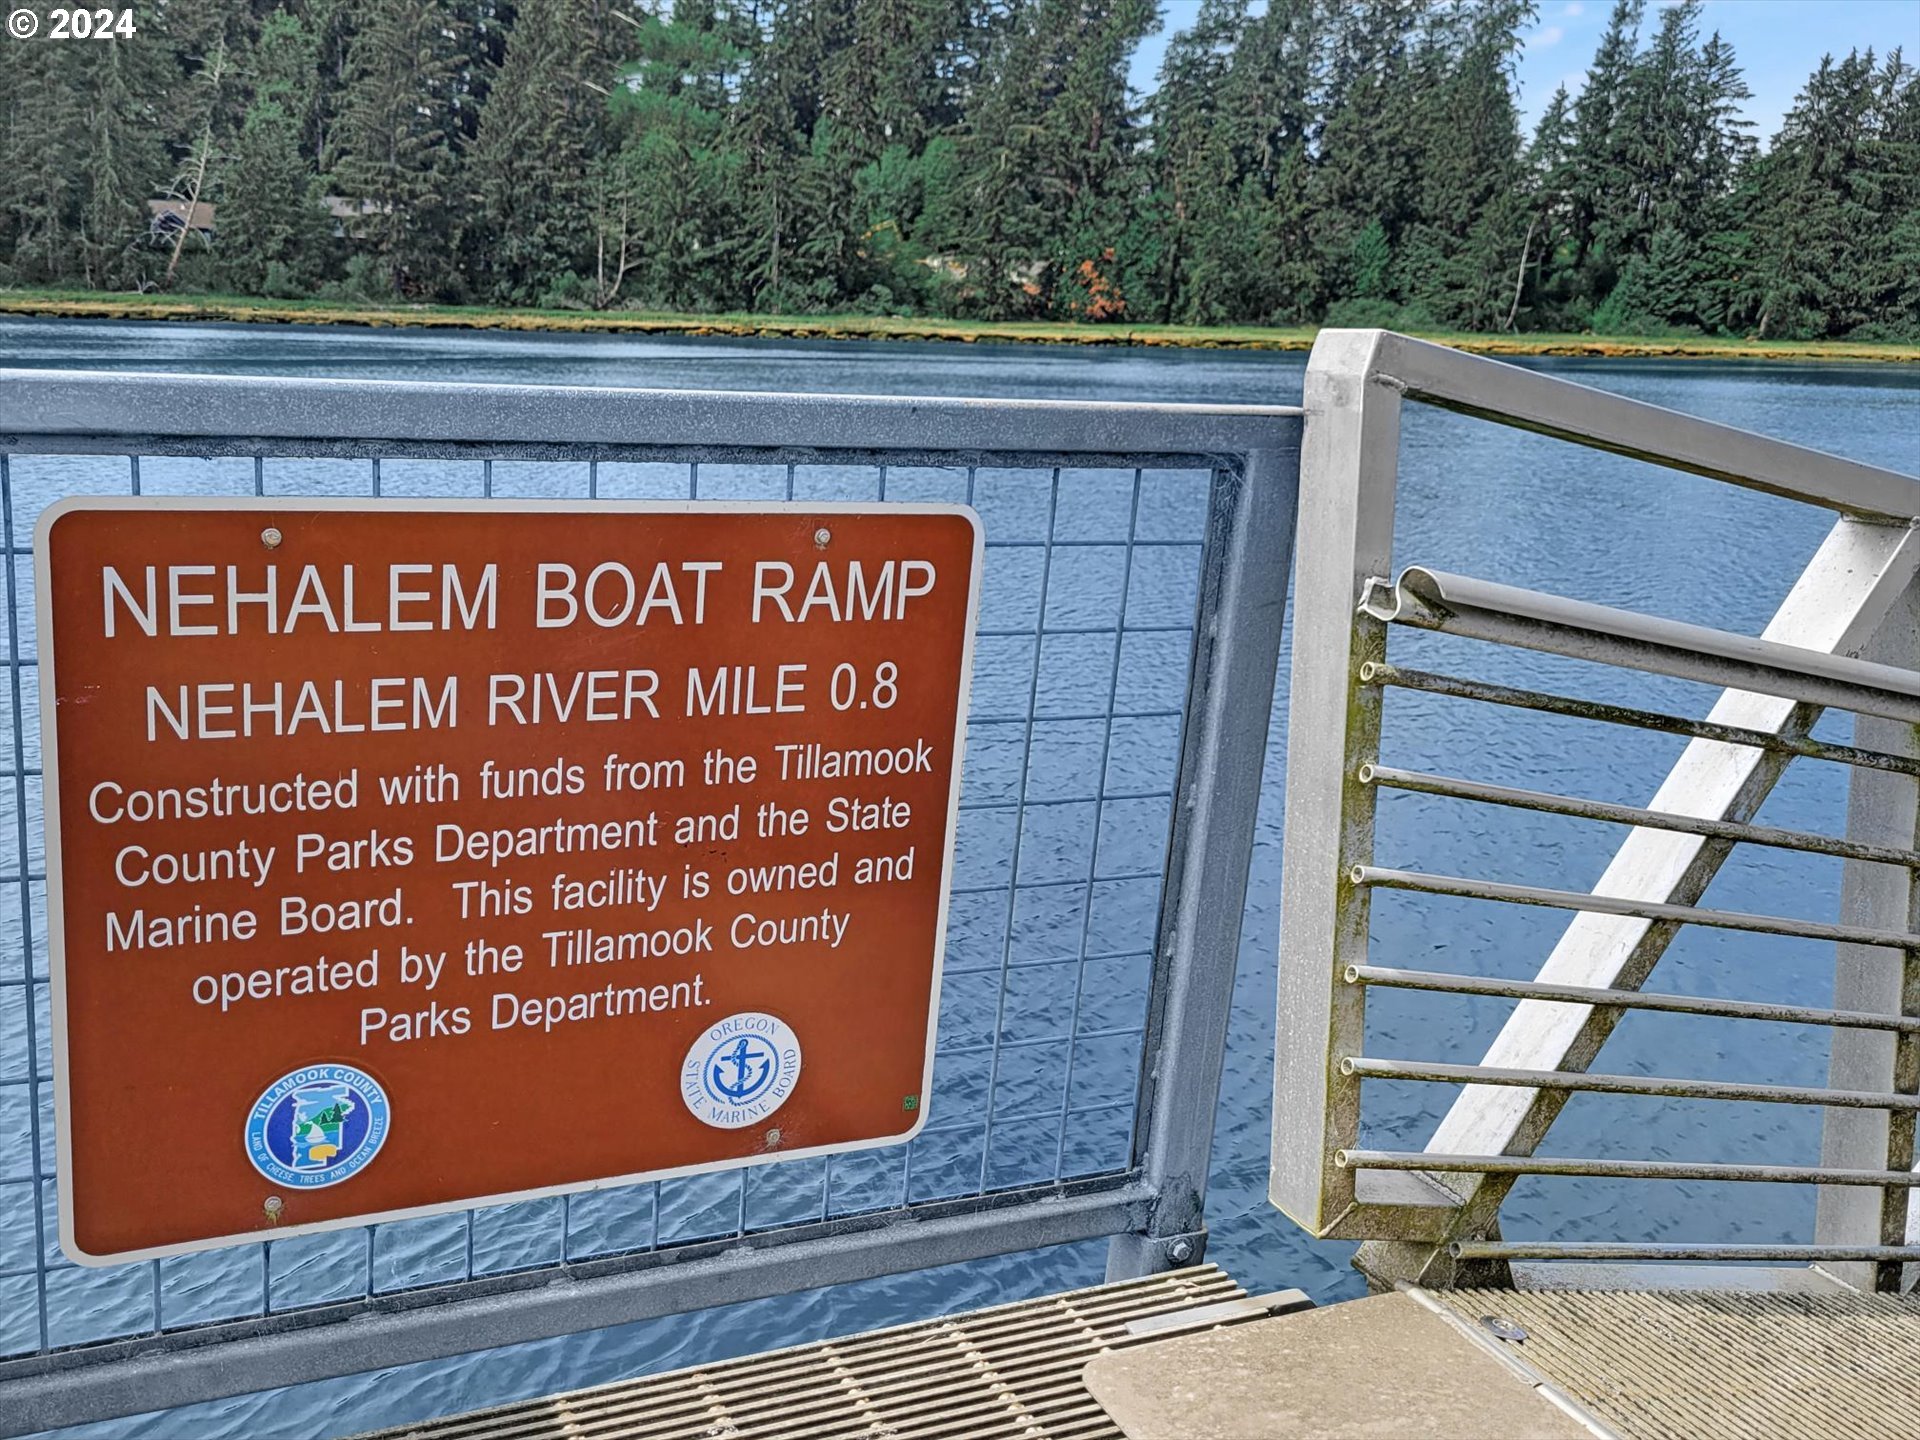 © 2024
NEHALEM BOAT RAMP
NEHALEM RIVER MILE 0.8
Constructed with funds from the Tillamook
County Parks Department and the State
Marine Board. This facility is owned and
operated by the Tillamook County
Parks Department.
TILLAMOOK COUNTY
LAND OF CHEESE, TREES AND OCEAN BREEZE
OREGON
STATE MARINE BOARD